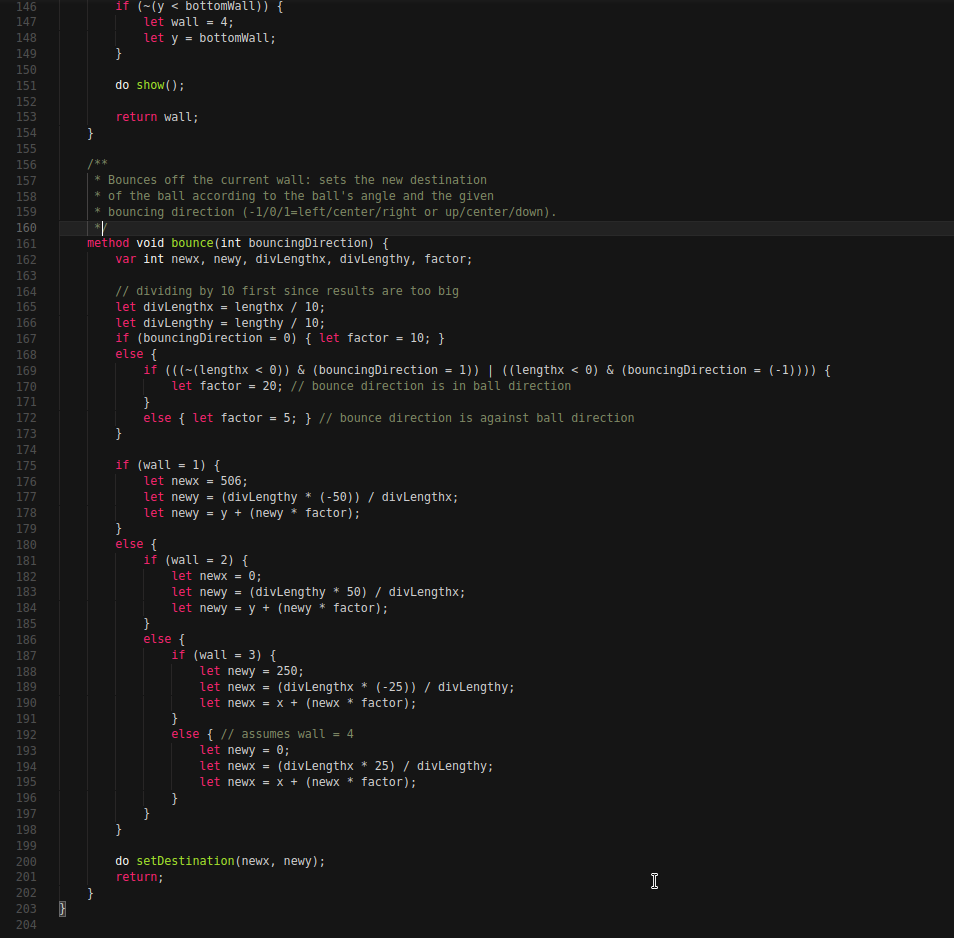 146         if (~(y < bottomWall)) {
147             let wall = 4;
148             let y = bottomWall;
149         }
150
151         do show();
152
153         return wall;
154     }
155
156     /**
157      * Bounces off the current wall: sets the new destination
158      * of the ball according to the ball's angle and the given
159      * bouncing direction (-1/0/1=left/center/right or up/center/down).
160      */
161     method void bounce(int bouncingDirection) {
162         var int newx, newy, divLengthx, divLengthy, factor;
163
164         // dividing by 10 first since results are too big
165         let divLengthx = lengthx / 10;
166         let divLengthy = lengthy / 10;
167         if (bouncingDirection = 0) { let factor = 10; }
168         else {
169             if (((~(lengthx < 0)) & (bouncingDirection = 1)) | ((lengthx < 0) & (bouncingDirection = (-1)))) {
170                 let factor = 20; // bounce direction is in ball direction
171             }
172             else { let factor = 5; } // bounce direction is against ball direction
173         }
174
175         if (wall = 1) {
176             let newx = 506;
177             let newy = (divLengthy * (-50)) / divLengthx;
178             let newy = y + (newy * factor);
179         }
180         else {
181             if (wall = 2) {
182                 let newx = 0;
183                 let newy = (divLengthy * 50) / divLengthx;
184                 let newy = y + (newy * factor);
185             }
186             else {
187                 if (wall = 3) {
188                     let newy = 250;
189                     let newx = (divLengthx * (-25)) / divLengthy;
190                     let newx = x + (newx * factor);
191                 }
192                 else { // assumes wall = 4
193                     let newy = 0;
194                     let newx = (divLengthx * 25) / divLengthy;
195                     let newx = x + (newx * factor);
196                 }
197             }
198         }
199
200         do setDestination(newx, newy);
201         return;
202     }
203 }
204